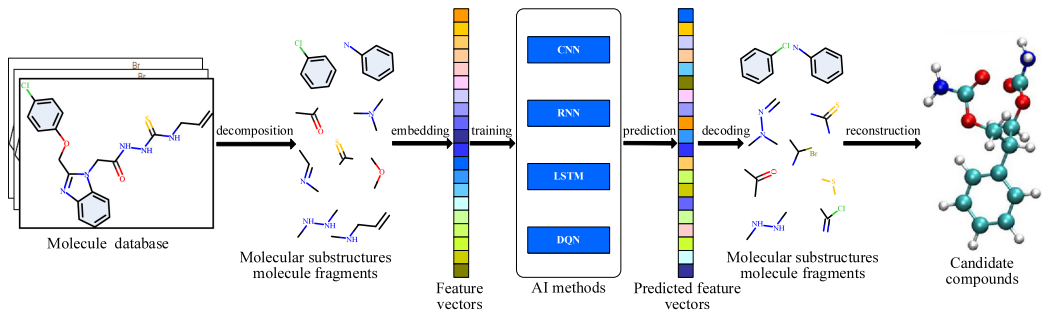 Br
Br
Cl
O
NH
NH
S
NH
O
N
N
Molecule database
decomposition
Cl
N
O
N
S
N
O
NH
NH
NH
Molecular substructures
molecule fragments
embedding
Feature
vectors
training
CNN
RNN
LSTM
DQN
AI methods
prediction
Predicted feature
vectors
decoding
Cl
N
N
N
S
Br
O
S
NH
NH
Cl
Molecular substructures
molecule fragments
reconstruction
Candidate
compounds